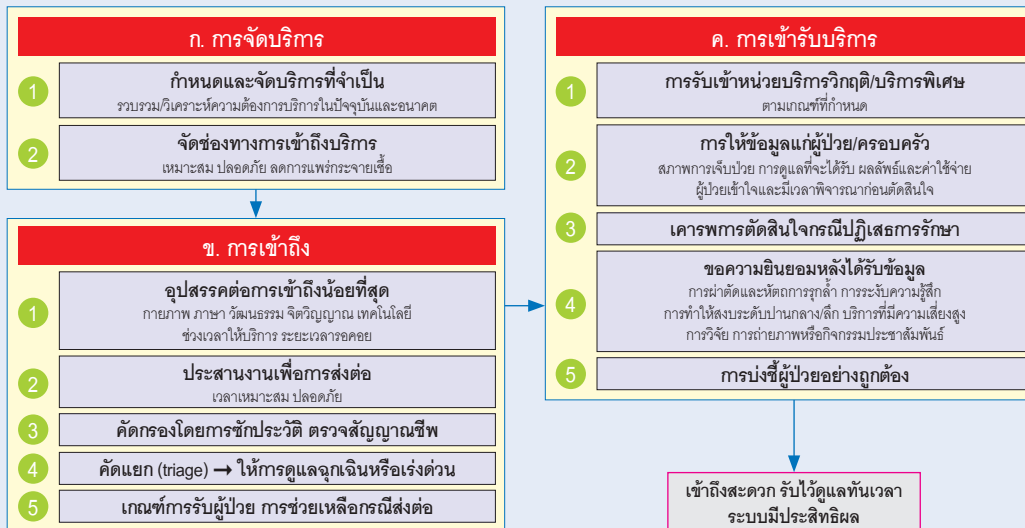 ก. การจัดบริการ
1
กำหนดและจัดบริการที่จำเป็น
รวบรวม/วิเคราะห์ความต้องการบริการในปัจจุบันและอนาคต
2
จัดช่องทางการเข้าถึงบริการ
เหมาะสม ปลอดภัย ลดการแพร่กระจายเชื้อ
ข. การเข้าถึง
1
อุปสรรคต่อการเข้าถึงน้อยที่สุด
กายภาพ ภาษา วัฒนธรรม จิตวิญญาณ เทคโนโลยี
ช่วงเวลาให้บริการ ระยะเวลารอคอย
2
ประสานงานเพื่อการส่งต่อ
เวลาเหมาะสม ปลอดภัย
3
คัดกรองโดยการซักประวัติ ตรวจสัญญาณชีพ
4
คัดแยก (triage) → ให้การดูแลฉุกเฉินหรือเร่งด่วน
5
เกณฑ์การรับผู้ป่วย การช่วยเหลือกรณีส่งต่อ
ค. การเข้ารับบริการ
1
การรับเข้าหน่วยบริการวิกฤติ/บริการพิเศษ
ตามเกณฑ์ที่กำหนด
2
การให้ข้อมูลแก่ผู้ป่วย/ครอบครัว
สภาพการเจ็บป่วย การดูแลที่จะได้รับ ผลลัพธ์และค่าใช้จ่าย
ผู้ป่วยเข้าใจและมีเวลาพิจารณาก่อนตัดสินใจ
3
เคารพการตัดสินใจกรณีปฏิเสธการรักษา
4
ขอความยินยอมหลังได้รับข้อมูล
การผ่าตัดและหัตถการรุกล้ำ การระงับความรู้สึก
การทำให้สงบระดับปานกลาง/ลึก บริการที่มีความเสี่ยงสูง
การวิจัย การถ่ายภาพหรือกิจกรรมประชาสัมพันธ์
5
การบ่งชี้ผู้ป่วยอย่างถูกต้อง
เข้าถึงสะดวก รับไว้ดูแลทันเวลา
ระบบมีประสิทธิผล